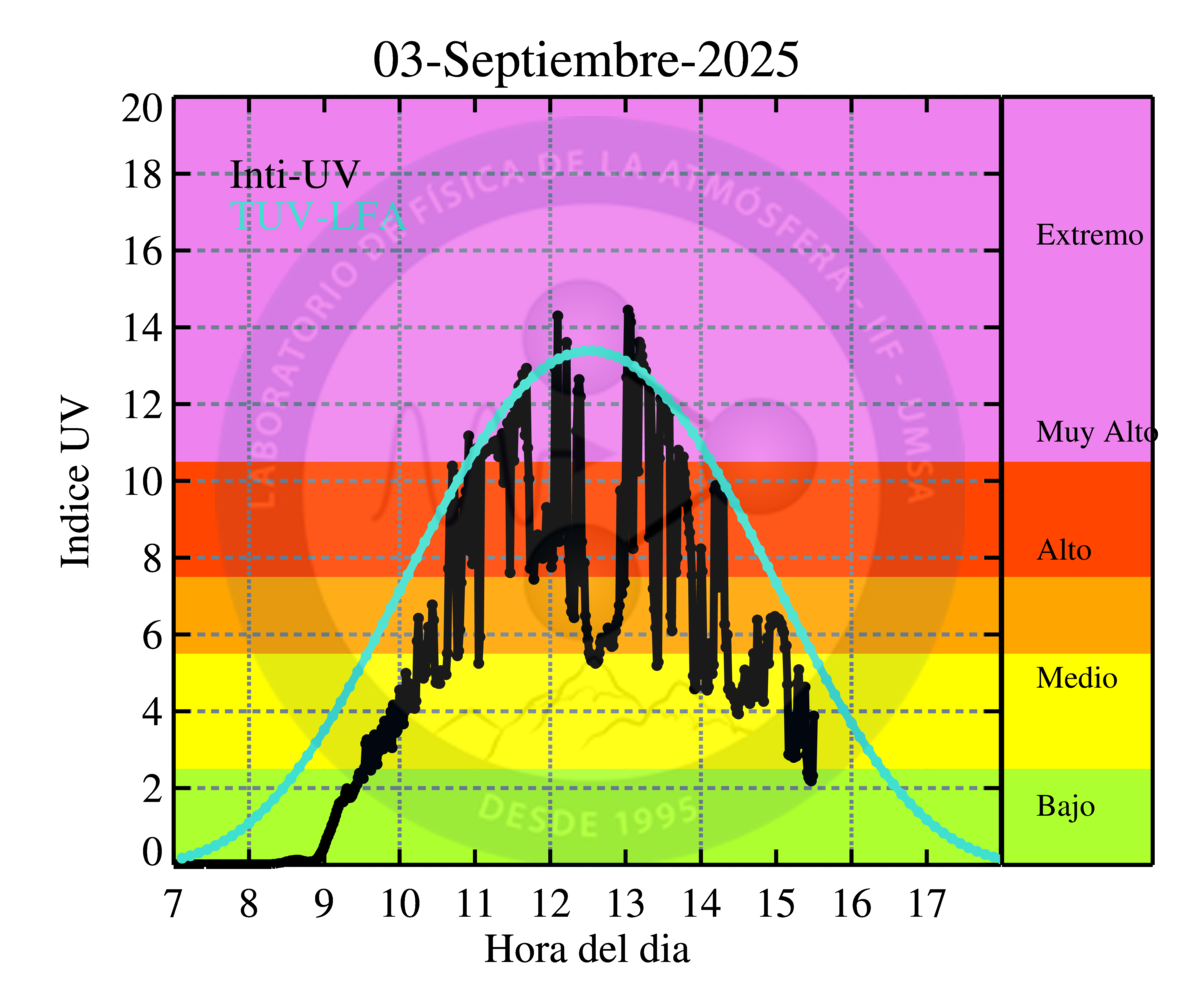 03-Septiembre-2025
20
18
16
14
12
10
8
6
4
2
0
Indice UV
Inti-UV
TUV-LFA
LABORATORIO DE FÍSICA DE LA ATMÓSFERA - IIF - UMSA
DESDE 1995
Extremo
Muy Alto
Alto
Medio
Bajo
7 8 9 10 11 12 13 14 15 16 17
Hora del dia